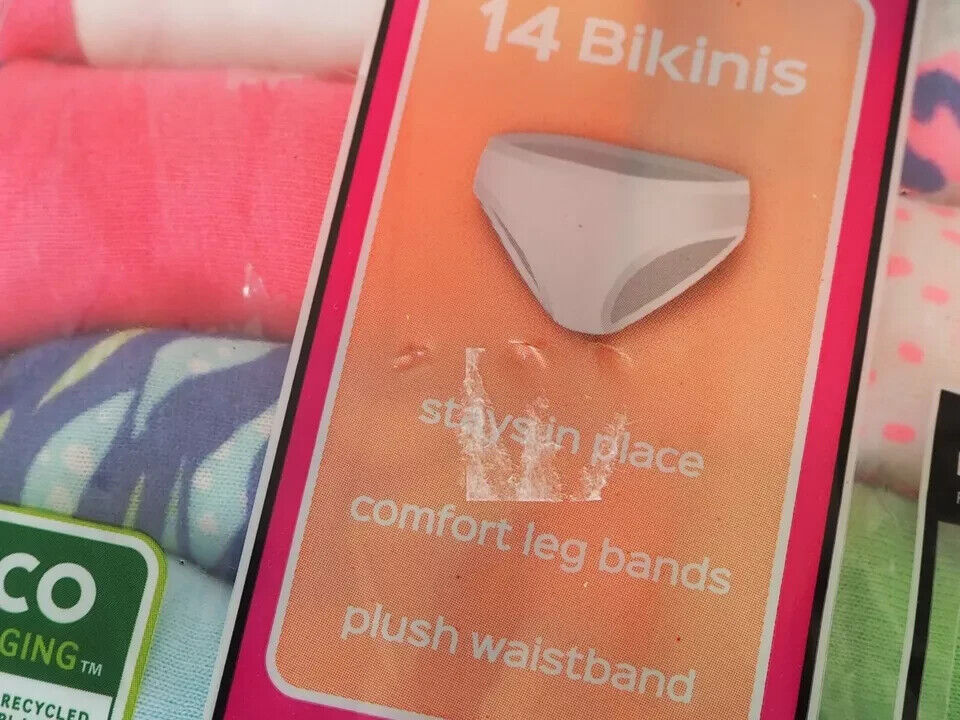 14 Bikinis
stays in place
comfort leg bands
plush waistband
CO
GING™
RECYCLED